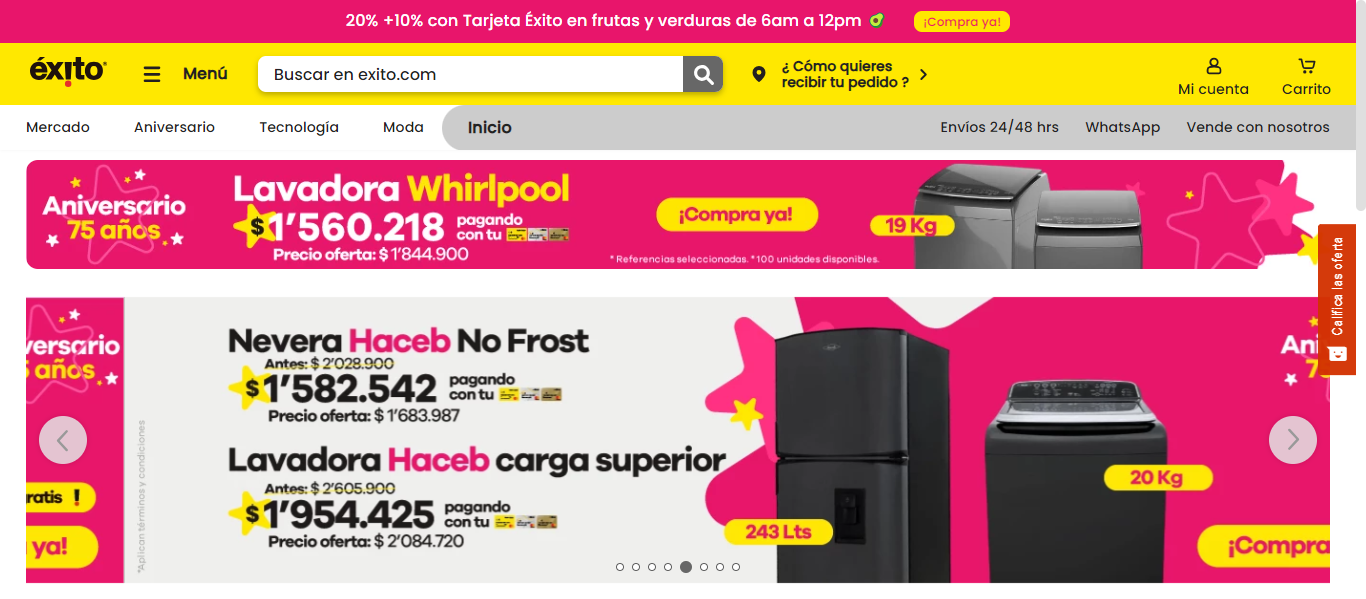 20% +10% con Tarjeta Éxito en frutas y verduras de 6am a 12pm
¡Compra ya!
éxito
Menú
Buscar en exito.com
¿ Cómo quieres
recibir tu pedido ?
Mi cuenta
Carrito
Mercado
Aniversario
Tecnología
Moda
Inicio
Envíos 24/48 hrs
WhatsApp
Vende con nosotros
Aniversario
75 años
Lavadora Whirlpool
$1'560.218
pagando
con tu
Precio oferta: $ 1'844.900
¡Compra ya!
19 Kg
* Referencias seleccionadas. *100 unidades disponibles.
Califica las oferta
versario
5 años
ratis !
ya!
*Aplican términos y condiciones
Nevera Haceb No Frost
Antes: $ 2'028.900
$1'582.542
pagando
con tu
Precio oferta: $ 1'683.987
Lavadora Haceb carga superior
Antes: $ 2'605.900
$1'954.425
pagando
con tu
Precio oferta: $ 2'084.720
243 Lts
20 Kg
Ani
7
¡Compra